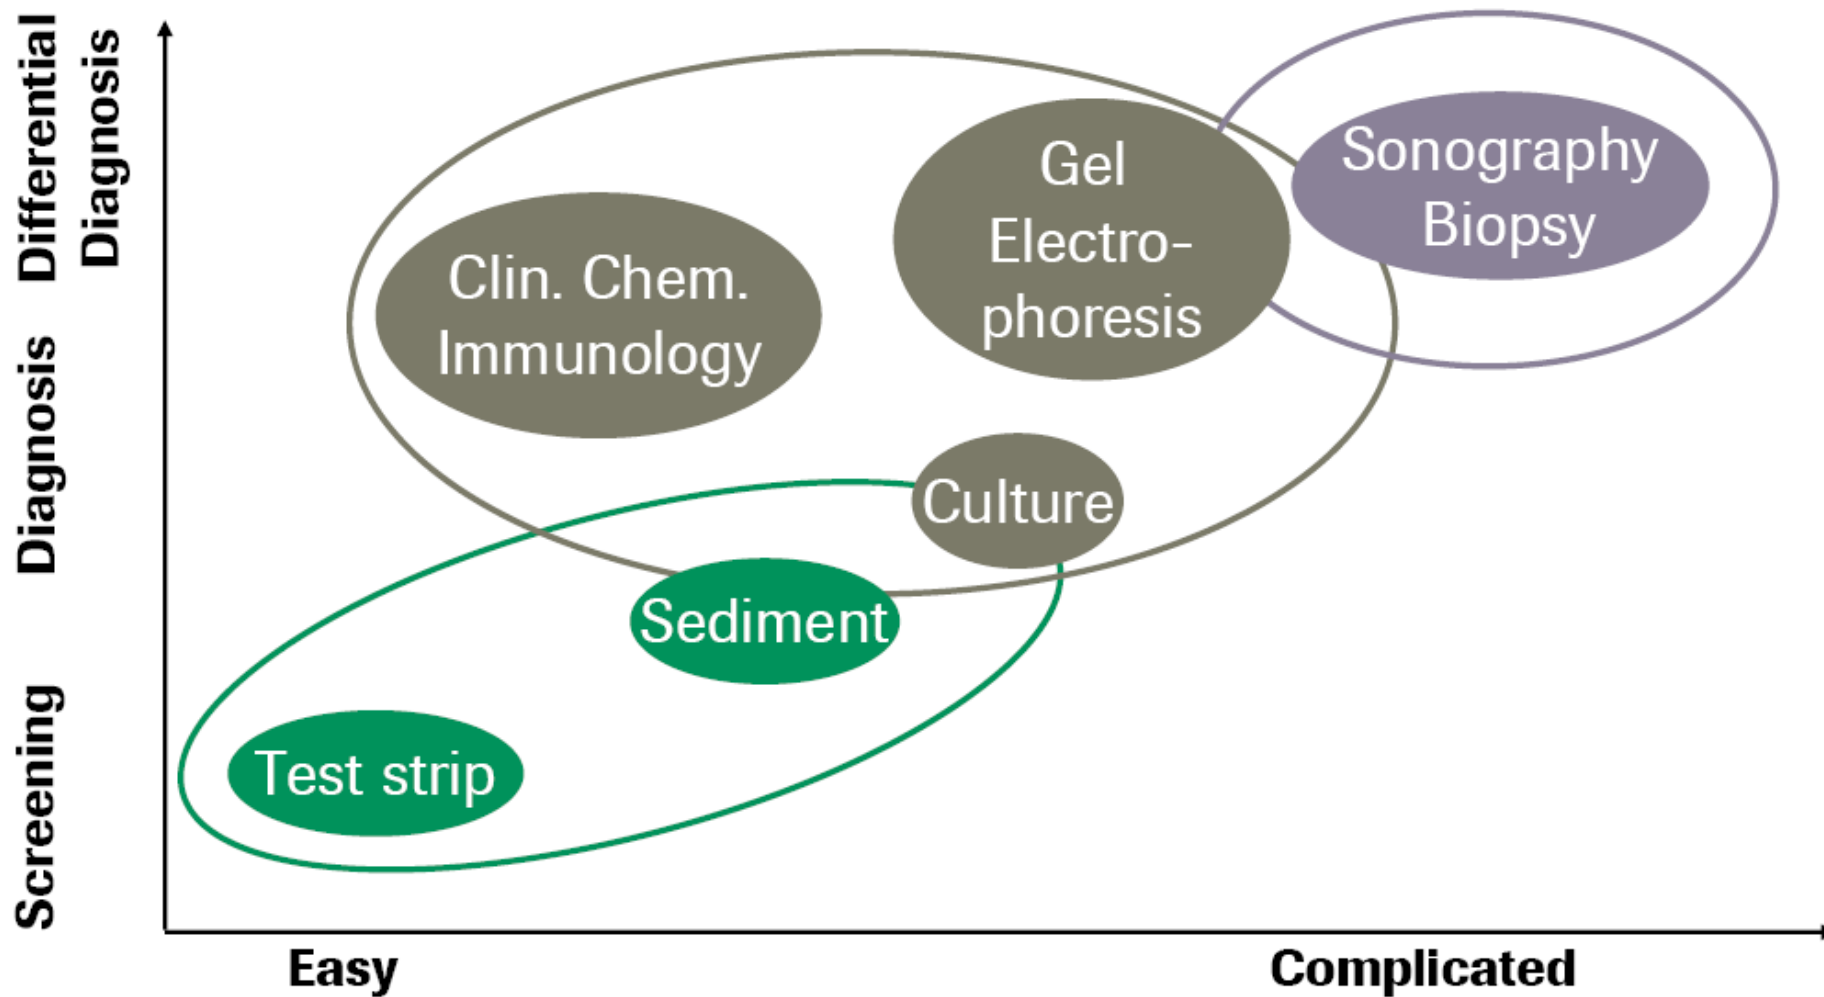 Differential
Diagnosis
Diagnosis
Screening
Gel
Electro-
phoresis
Sonography
Biopsy
Clin. Chem.
Immunology
Culture
Sediment
Test strip
Easy
Complicated